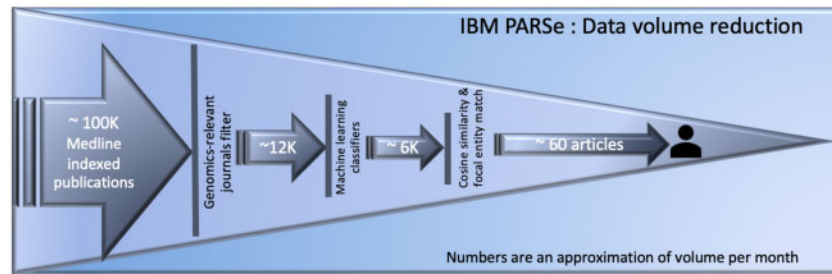 IBM PARSe : Data volume reduction
~ 100K
Medline
indexed
publications
Genomics-relevant
journals filter
~12K
Machine learning
classifiers
~ 6K
Cosine similarity &
focal entity match
~ 60 articles
Numbers are an approximation of volume per month